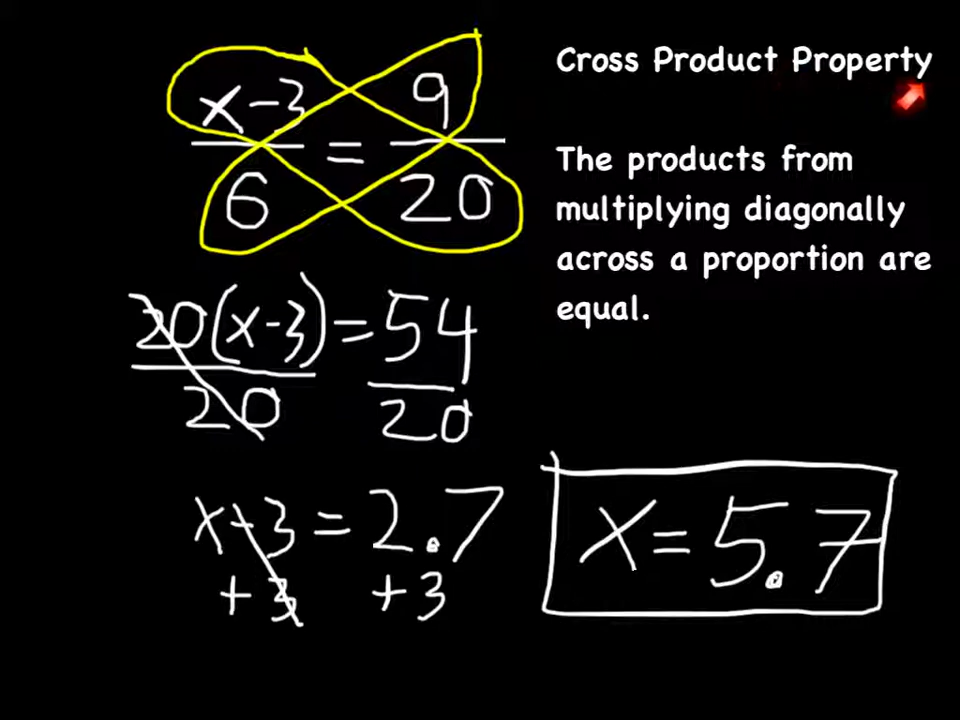 x-3 = 9
6 20
20(x-3) = 54
20 20
x-3 = 2.7
+3 +3
x=5.7
Cross Product Property
The products from
multiplying diagonally
across a proportion are
equal.